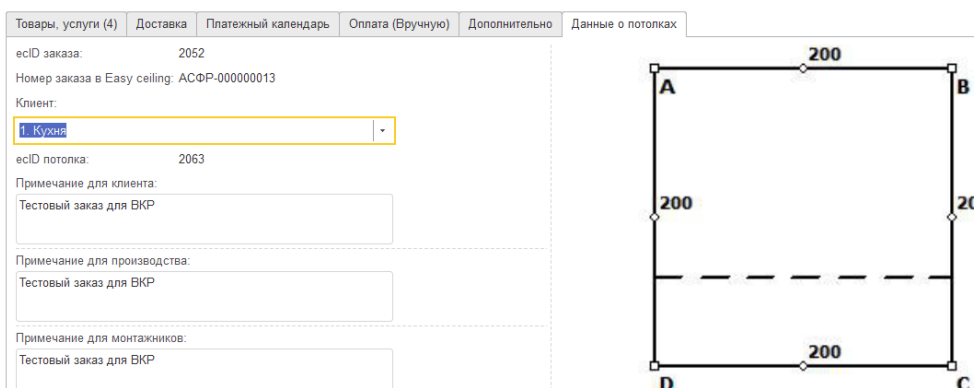 Товары, услуги (4) Доставка Платежный календарь Оплата (Вручную) Дополнительно Данные о потолках
ecID заказа: 2052
Номер заказа в Easy ceiling: АСФР-000000013
Клиент:
1. Кухня
ecID потолка: 2063
Примечание для клиента:
Тестовый заказ для ВКР
Примечание для производства:
Тестовый заказ для ВКР
Примечание для монтажников:
Тестовый заказ для ВКР
200
A B
200 20
200
D C